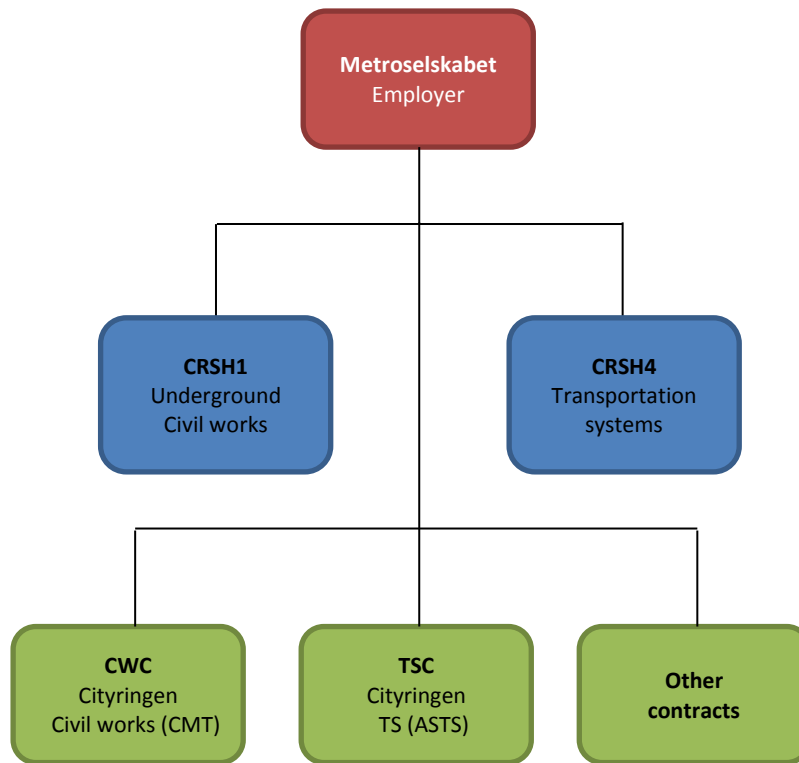 Metroselskabet
Employer
CRSH1
Underground
Civil works
CRSH4
Transportation
systems
CWC
Cityringen
Civil works (CMT)
TSC
Cityringen
TS (ASTS)
Other
contracts